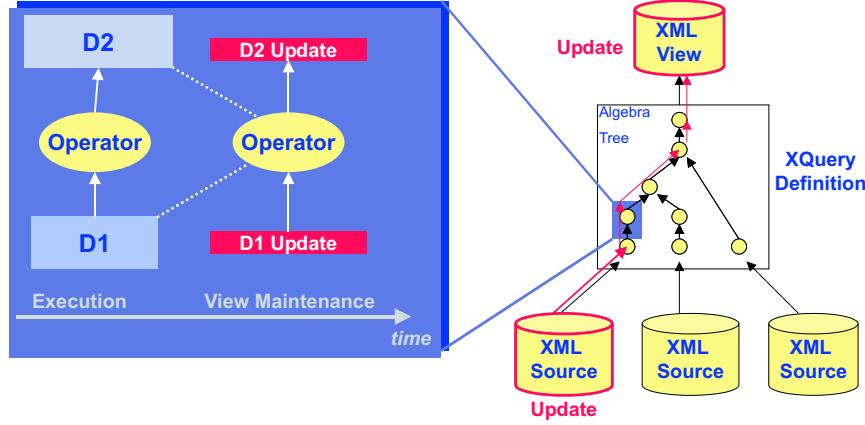 D2
D2 Update
Operator
Operator
D1
D1 Update
Execution
View Maintenance
time
Update
XML
View
Algebra
Tree
XQuery
Definition
XML
Source
XML
Source
XML
Source
Update